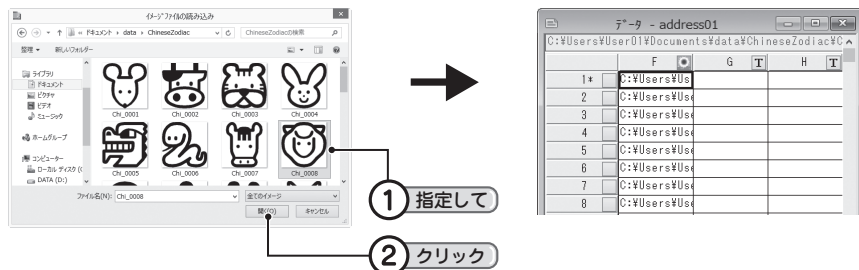 イメージファイルの読み込み
« ドキュメント › data › ChineseZodiac
ChineseZodiacの検索
整理 ▼ 新しいフォルダー
ライブラリ
ドキュメント
ピクチャ
ビデオ
ミュージック
ホームグループ
コンピューター
ローカル ディスク (C
DATA (D:)
Chi_0001 Chi_0002 Chi_0003 Chi_0004
Chi_0005 Chi_0006 Chi_0007 Chi_0008
ファイル名(N): Chi_0008
全てのイメージ
開く(O) キャンセル
1 指定して
2 クリック
データ - address01
C:¥Users¥User01¥Documents¥data¥ChineseZodiac¥C
F G T H T
1* C:¥Users¥Us
2 C:¥Users¥Use
3 C:¥Users¥Use
4 C:¥Users¥Use
5 C:¥Users¥Use
6 C:¥Users¥Use
7 C:¥Users¥Use
8 C:¥Users¥Use